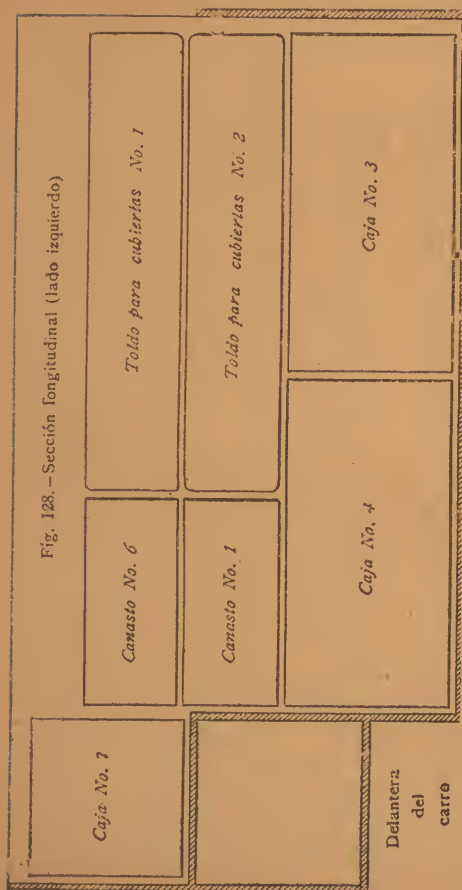 Fig. 128.—Sección longitudinal (lado izquierdo)
Caja No. 7
Canasto No. 6
Toldo para cubiertas No. 1
Canasto No. 1
Toldo para cubiertas No. 2
Caja No. 4
Caja No. 3
Delantera
del
carro